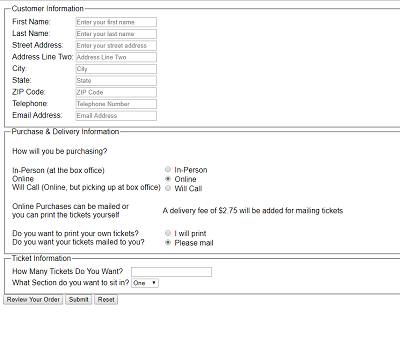 Customer Information
First Name: Enter your first name
Last Name: Enter your last name
Street Address: Enter your street address
Address Line Two: Address Line Two
City: City
State: State
ZIP Code: ZIP Code
Telephone: Telephone Number
Email Address: Email Address
Purchase & Delivery Information
How will you be purchasing?
In-Person (at the box office) In-Person
Online Online
Will Call (Online, but picking up at box office) Will Call
Online Purchases can be mailed or
you can print the tickets yourself
A delivery fee of $2.75 will be added for mailing tickets
Do you want to print your own tickets? I will print
Do you want your tickets mailed to you? Please mail
Ticket Information
How Many Tickets Do You Want?
What Section do you want to sit in? One
Review Your Order Submit Reset